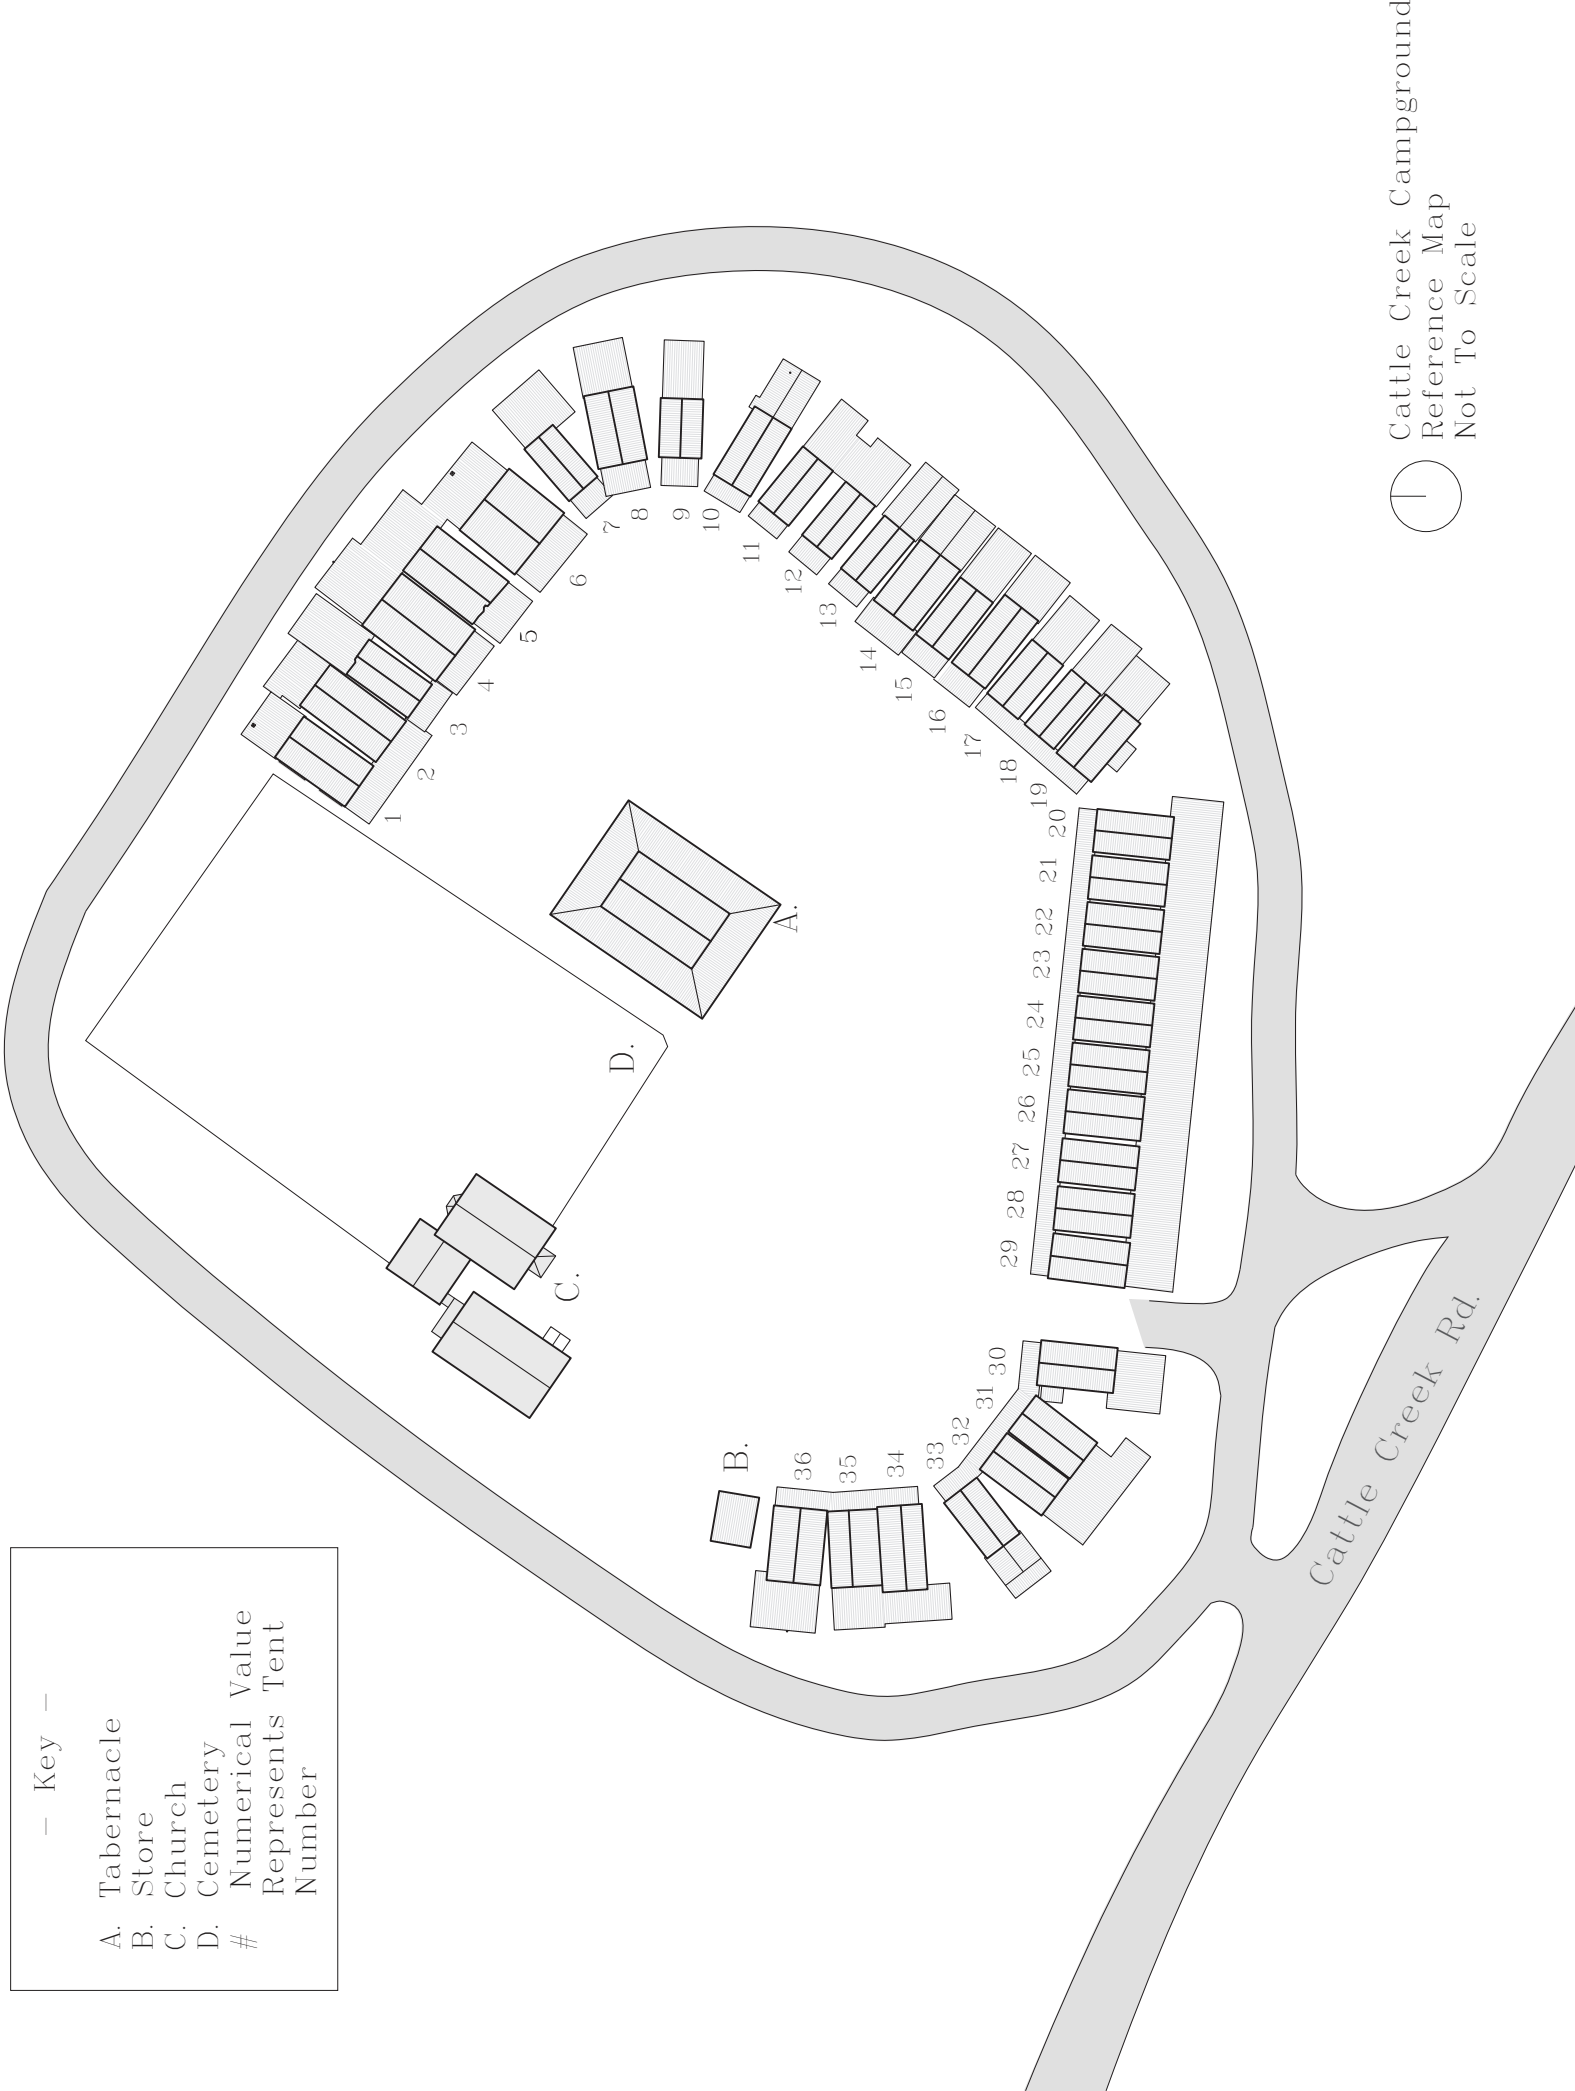 — Key —
A. Tabernacle
B. Store
C. Church
D. Cemetery
# Numerical Value
Represents Tent
Number
1
2
3
4
5
6
7
8
9
10
11
12
13
14
15
16
17
18
19
20
21
22
23
24
25
26
27
28
29
30
31
32
33
34
35
36
A.
B.
C.
D.
Cattle Creek Rd.
Cattle Creek Campground
Reference Map
Not To Scale